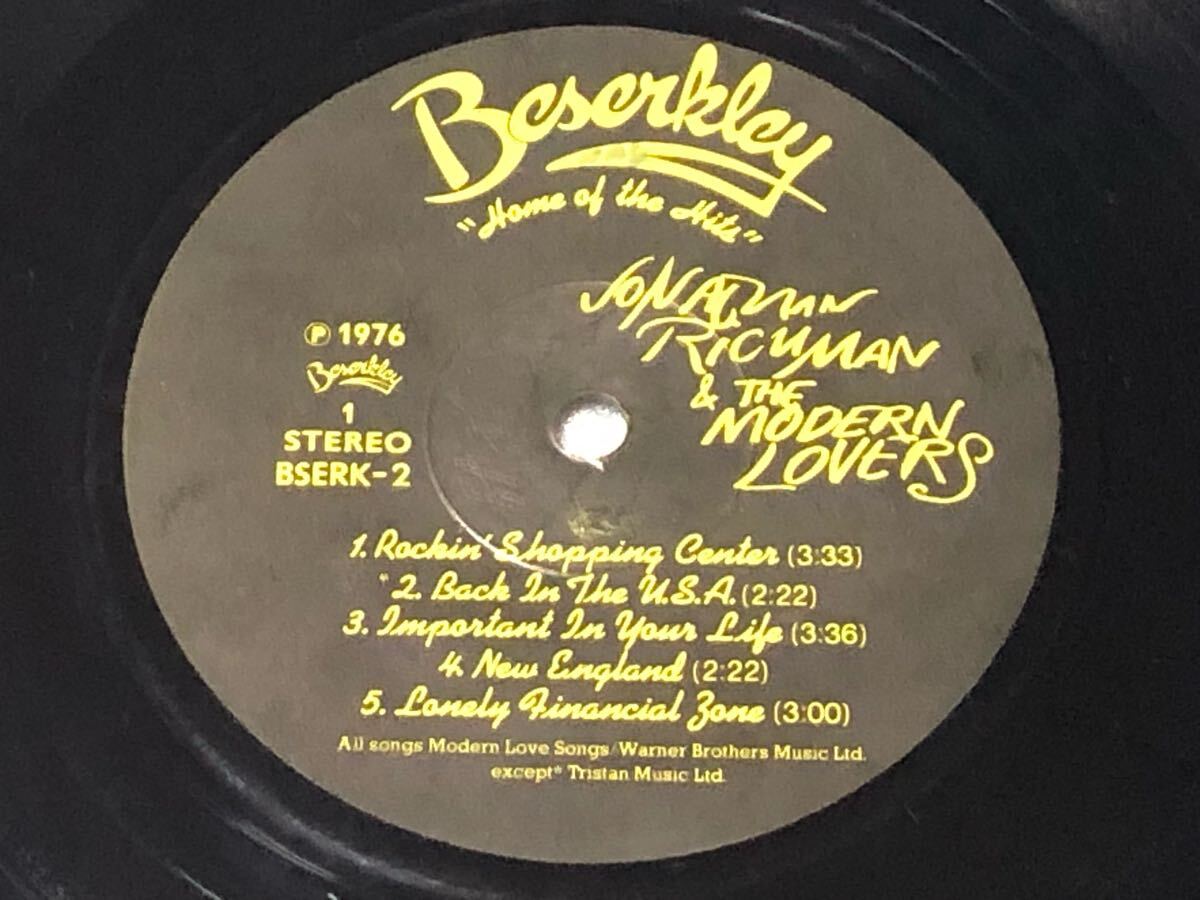 Beserkley
"Home of the Hits"
JONATHAN
RICHMAN
& THE
MODERN
LOVERS
℗ 1976
Beserkley
1
STEREO
BSERK-2
1. Rockin' Shopping Center (3:33)
*2. Back In The U.S.A. (2:22)
3. Important In Your Life (3:36)
4. New England (2:22)
5. Lonely Financial Zone (3:00)
All songs Modern Love Songs/Warner Brothers Music Ltd.
except* Tristan Music Ltd.